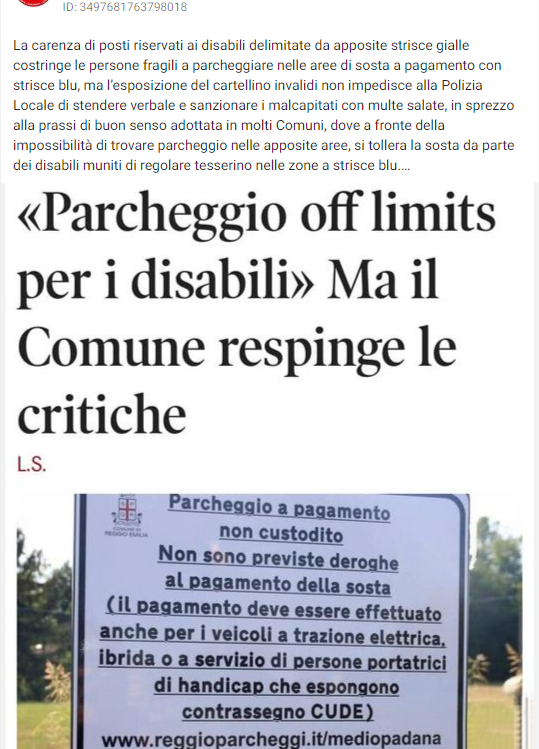 ID: 3497681763798018
La carenza di posti riservati ai disabili delimitate da apposite strisce gialle
costringe le persone fragili a parcheggiare nelle aree di sosta a pagamento con
strisce blu, ma l'esposizione del cartellino invalidi non impedisce alla Polizia
Locale di stendere verbale e sanzionare i malcapitati con multe salate, in sprezzo
alla prassi di buon senso adottata in molti Comuni, dove a fronte della
impossibilità di trovare parcheggio nelle apposite aree, si tollera la sosta da parte
dei disabili muniti di regolare tesserino nelle zone a strisce blu....
«Parcheggio off limits
per i disabili» Ma il
Comune respinge le
critiche
L.S.
Parcheggio a pagamento
non custodito
COMUNE DI
REGGIO EMILIA
Non sono previste deroghe
al pagamento della sosta
(il pagamento deve essere effettuato
anche per i veicoli a trazione elettrica,
ibrida o a servizio di persone portatrici
di handicap che espongono
contrassegno CUDE)
www.reggioparcheggi.it/mediopadana